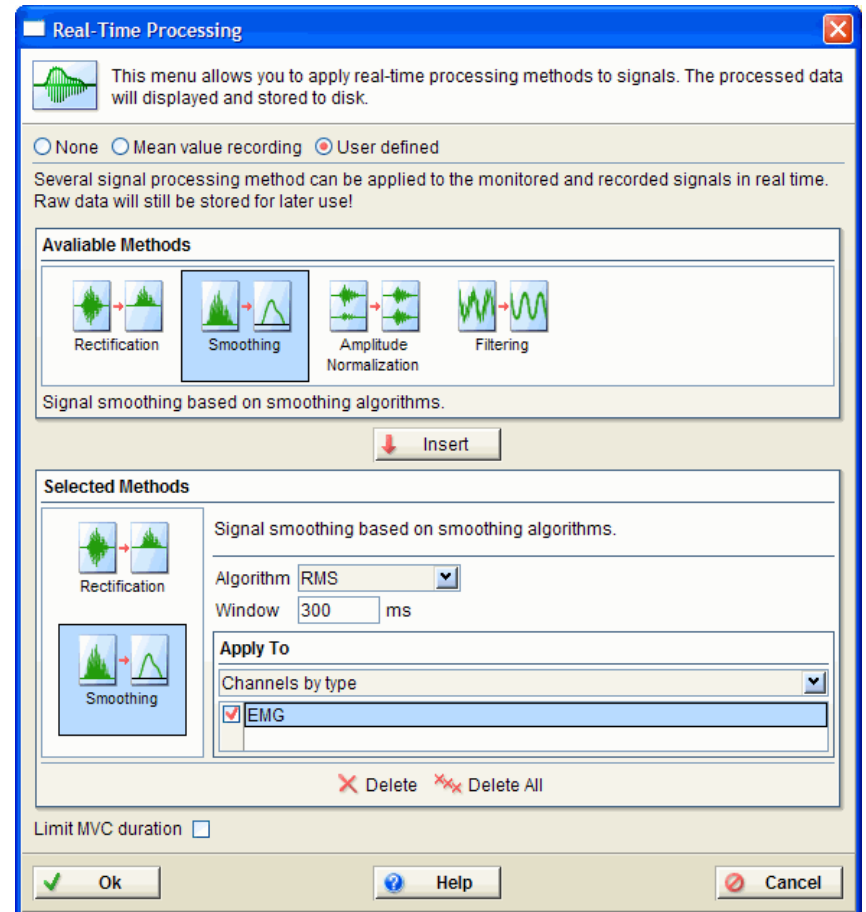 Real-Time Processing
This menu allows you to apply real-time processing methods to signals. The processed data
will displayed and stored to disk.
None Mean value recording User defined
Several signal processing method can be applied to the monitored and recorded signals in real time.
Raw data will still be stored for later use!
Avaliable Methods
Rectification Smoothing Amplitude Filtering
Normalization
Signal smoothing based on smoothing algorithms.
Insert
Selected Methods
Signal smoothing based on smoothing algorithms.
Rectification
Algorithm RMS
Window 300 ms
Apply To
Channels by type
Smoothing
EMG
Delete Delete All
Limit MVC duration
Ok Help Cancel